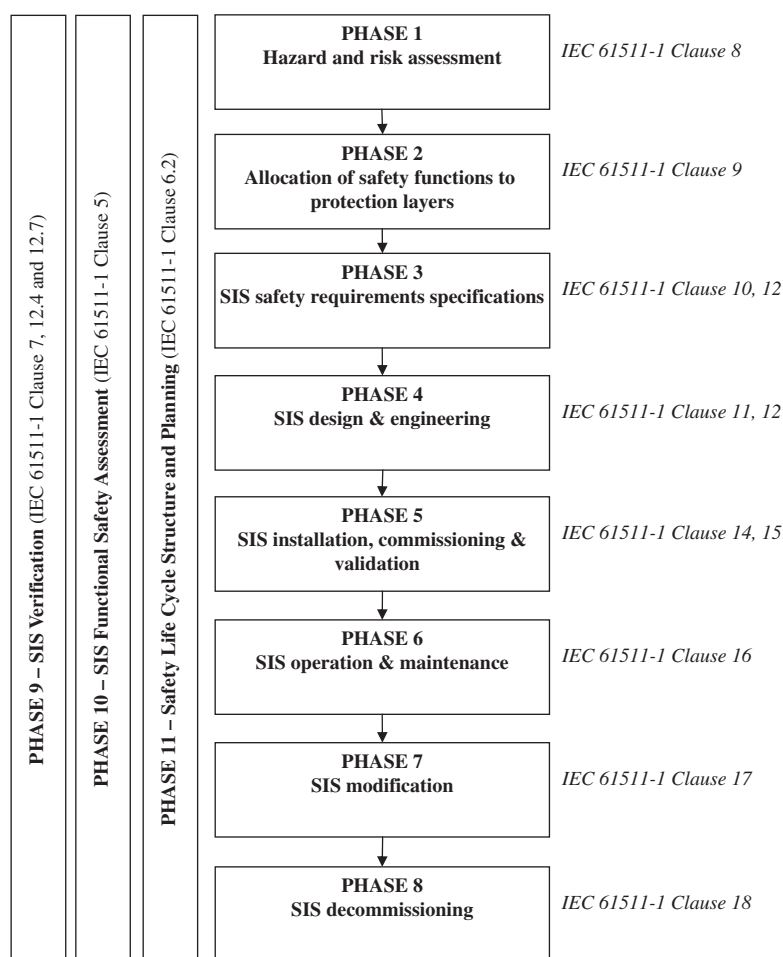 PHASE 9 – SIS Verification (IEC 61511-1 Clause 7, 12.4 and 12.7)
PHASE 10 – SIS Functional Safety Assessment (IEC 61511-1 Clause 5)
PHASE 11 – Safety Life Cycle Structure and Planning (IEC 61511-1 Clause 6.2)
PHASE 1
Hazard and risk assessment
IEC 61511-1 Clause 8
PHASE 2
Allocation of safety functions to
protection layers
IEC 61511-1 Clause 9
PHASE 3
SIS safety requirements specifications
IEC 61511-1 Clause 10, 12
PHASE 4
SIS design & engineering
IEC 61511-1 Clause 11, 12
PHASE 5
SIS installation, commissioning &
validation
IEC 61511-1 Clause 14, 15
PHASE 6
SIS operation & maintenance
IEC 61511-1 Clause 16
PHASE 7
SIS modification
IEC 61511-1 Clause 17
PHASE 8
SIS decommissioning
IEC 61511-1 Clause 18